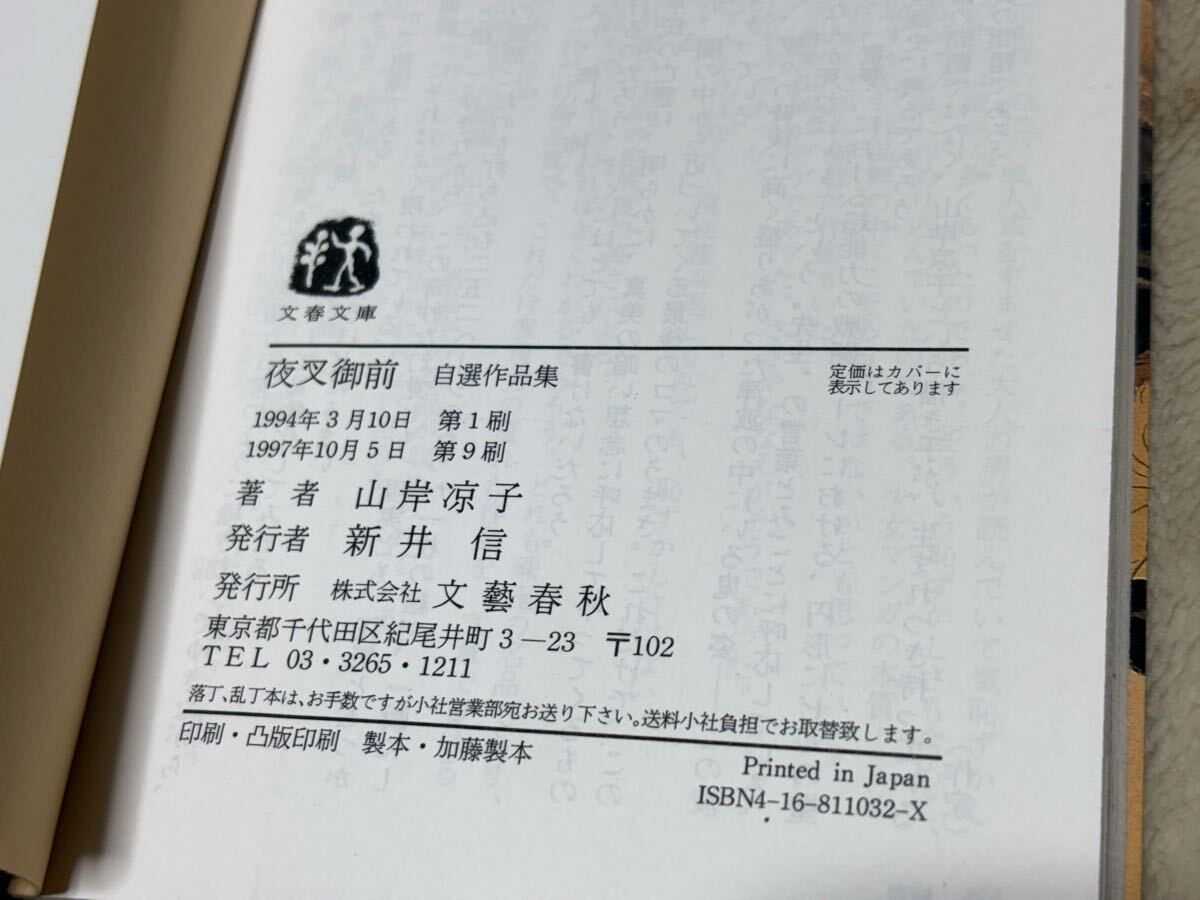 文春文庫
夜叉御前 自選作品集
定価はカバーに
表示してあります
1994年3月10日 第1刷
1997年10月5日 第9刷
著者 山岸凉子
発行者 新井信
発行所 株式会社 文藝春秋
東京都千代田区紀尾井町3―23 〒102
TEL 03・3265・1211
落丁、乱丁本は、お手数ですが小社営業部宛お送り下さい。送料小社負担でお取替致します。
印刷・凸版印刷 製本・加藤製本
Printed in Japan
ISBN4-16-811032-X